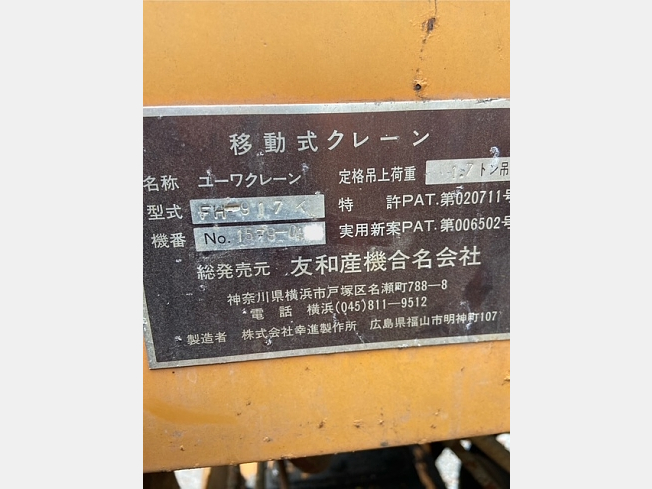 移動式クレーン
名称 ユーワクレーン 定格吊上荷重 1.7トン吊
型式 特 許PAT.第020711号
機番 No. 実用新案PAT.第006502号
総発売元 友和産機合名会社
神奈川県横浜市戸塚区名瀬町788-8
電話 横浜(045)811-9512
製造者 株式会社幸進製作所 広島県福山市明神町107